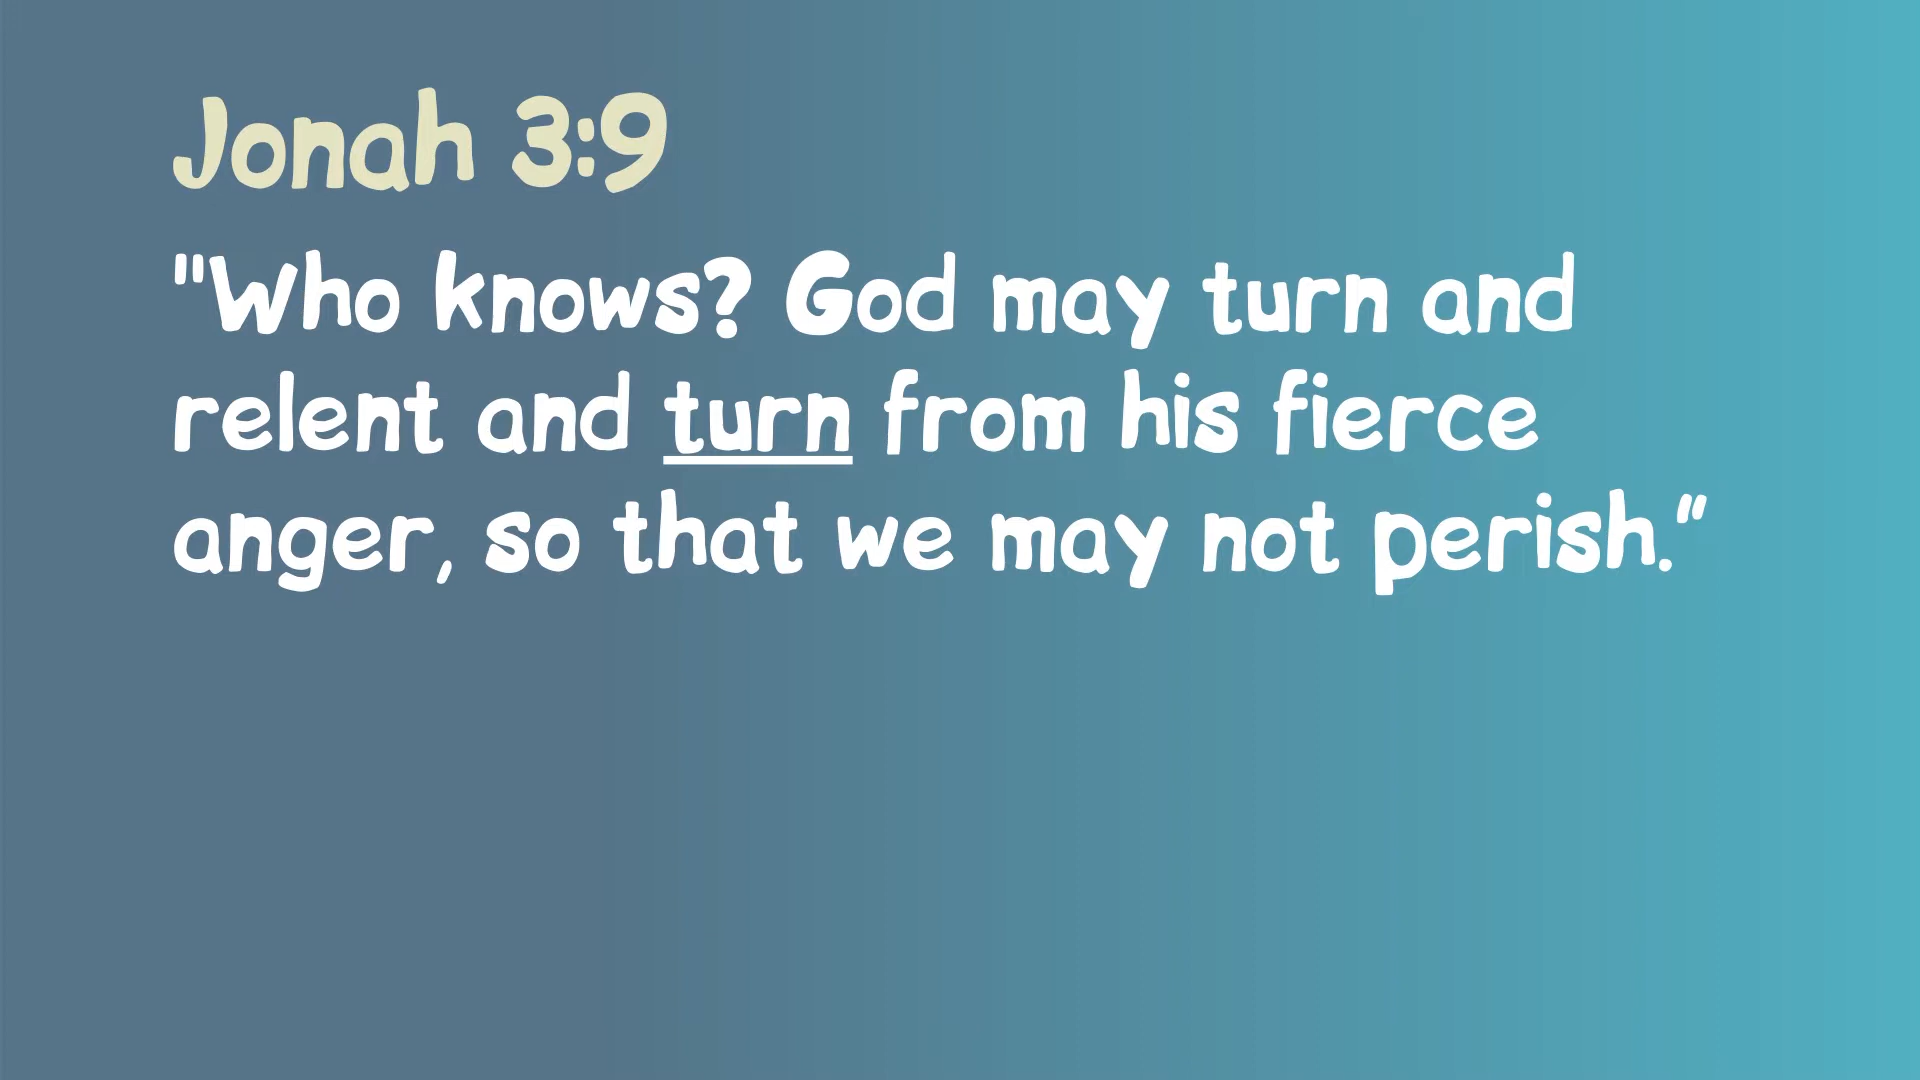 Jonah 3:9
"Who knows? God may turn and
relent and turn from his fierce
anger, so that we may not perish.”